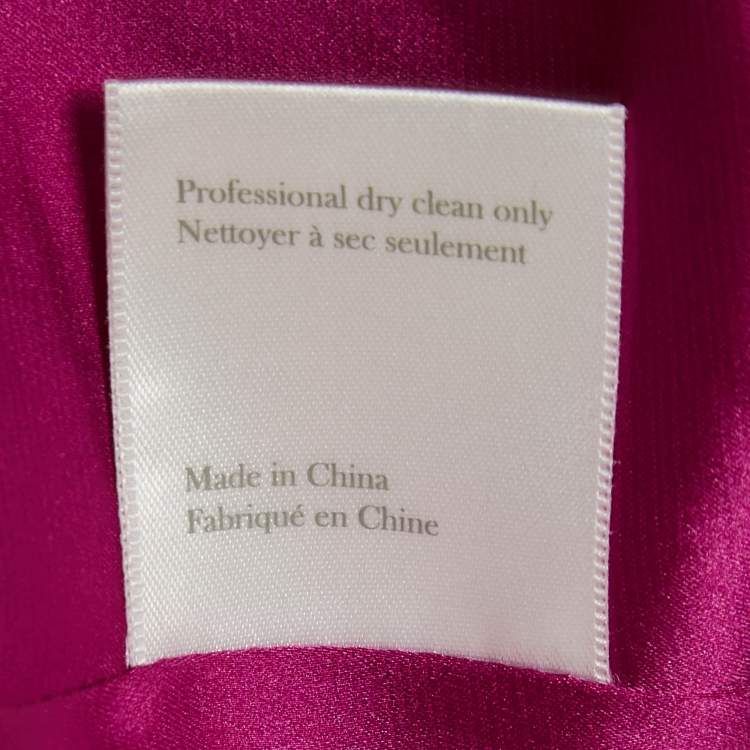 Professional dry clean only
Nettoyer à sec seulement
Made in China
Fabriqué en Chine